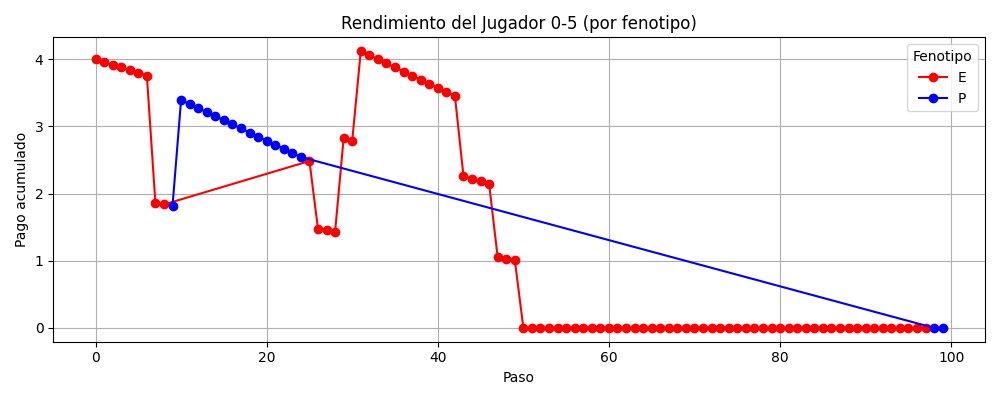 Rendimiento del Jugador 0-5 (por fenotipo)
Pago acumulado
4
3
2
1
0
Fenotipo
E
P
0 20 40 60 80 100
Paso